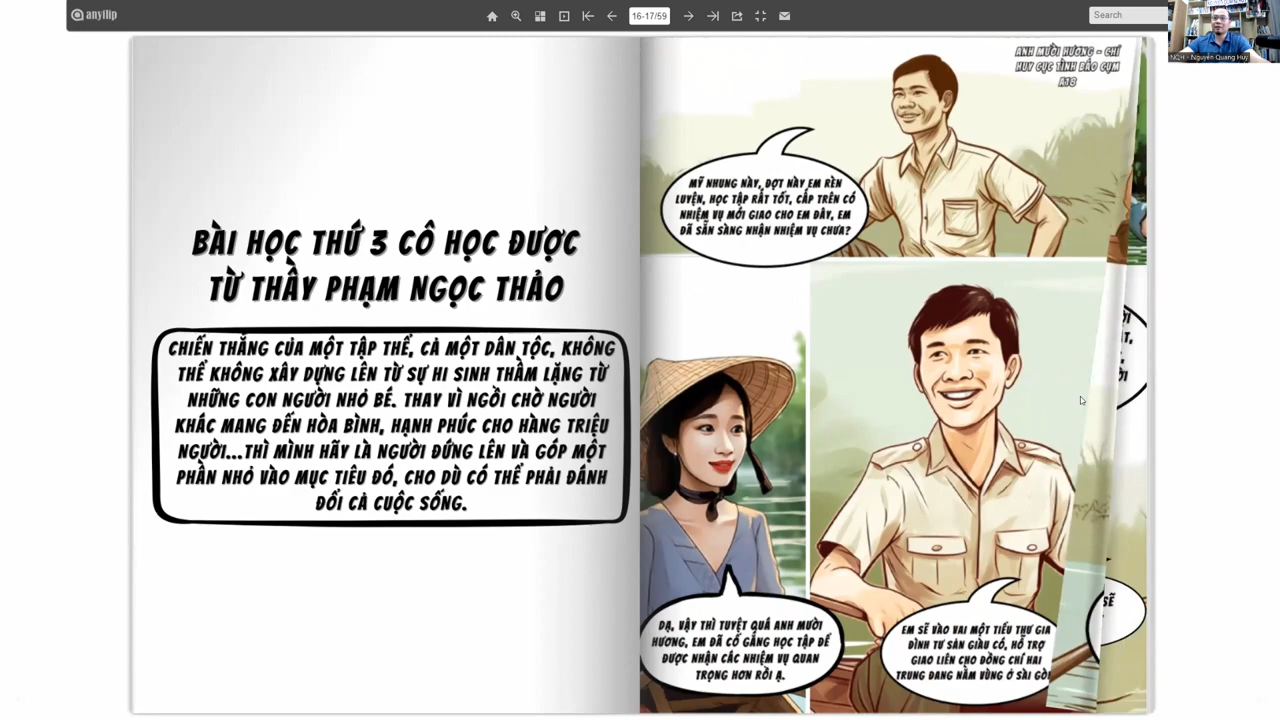 anyflip
16-17/59
Search
NQH - Nguyễn Quang Huy
BÀI HỌC THỨ 3 CÔ HỌC ĐƯỢC
TỪ THẦY PHẠM NGỌC THẢO
CHIẾN THẮNG CỦA MỘT TẬP THỂ, CẢ MỘT DÂN TỘC, KHÔNG
THỂ KHÔNG XÂY DỰNG LÊN TỪ SỰ HI SINH THẦM LẶNG TỪ
NHỮNG CON NGƯỜI NHỎ BÉ. THAY VÌ NGỒI CHỜ NGƯỜI
KHÁC MANG ĐẾN HÒA BÌNH, HẠNH PHÚC CHO HÀNG TRIỆU
NGƯỜI...THÌ MÌNH HÃY LÀ NGƯỜI ĐỨNG LÊN VÀ GÓP MỘT
PHẦN NHỎ VÀO MỤC TIÊU ĐÓ, CHO DÙ CÓ THỂ PHẢI ĐÁNH
ĐỔI CẢ CUỘC SỐNG.
ANH MƯỜI HƯƠNG - CHỈ
HUY CỤC TÌNH BÁO CỤM
A18
MỸ NHUNG NÀY, ĐỢT NÀY EM RÈN
LUYỆN, HỌC TẬP RẤT TỐT, CẤP TRÊN CÓ
NHIỆM VỤ MỚI GIAO CHO EM ĐÂY, EM
ĐÃ SẴN SÀNG NHẬN NHIỆM VỤ CHƯA?
DẠ, VẬY THÌ TUYỆT QUÁ ANH MƯỜI
HƯƠNG, EM ĐÃ CỐ GẮNG HỌC TẬP ĐỂ
ĐƯỢC NHẬN CÁC NHIỆM VỤ QUAN
TRỌNG HƠN RỒI Ạ.
EM SẼ VÀO VAI MỘT TIỂU THƯ GIA
ĐÌNH TƯ SẢN GIÀU CÓ, HỖ TRỢ
GIAO LIÊN CHO ĐỒNG CHÍ HAI
TRUNG ĐANG NẰM VÙNG Ở SÀI
SẼ